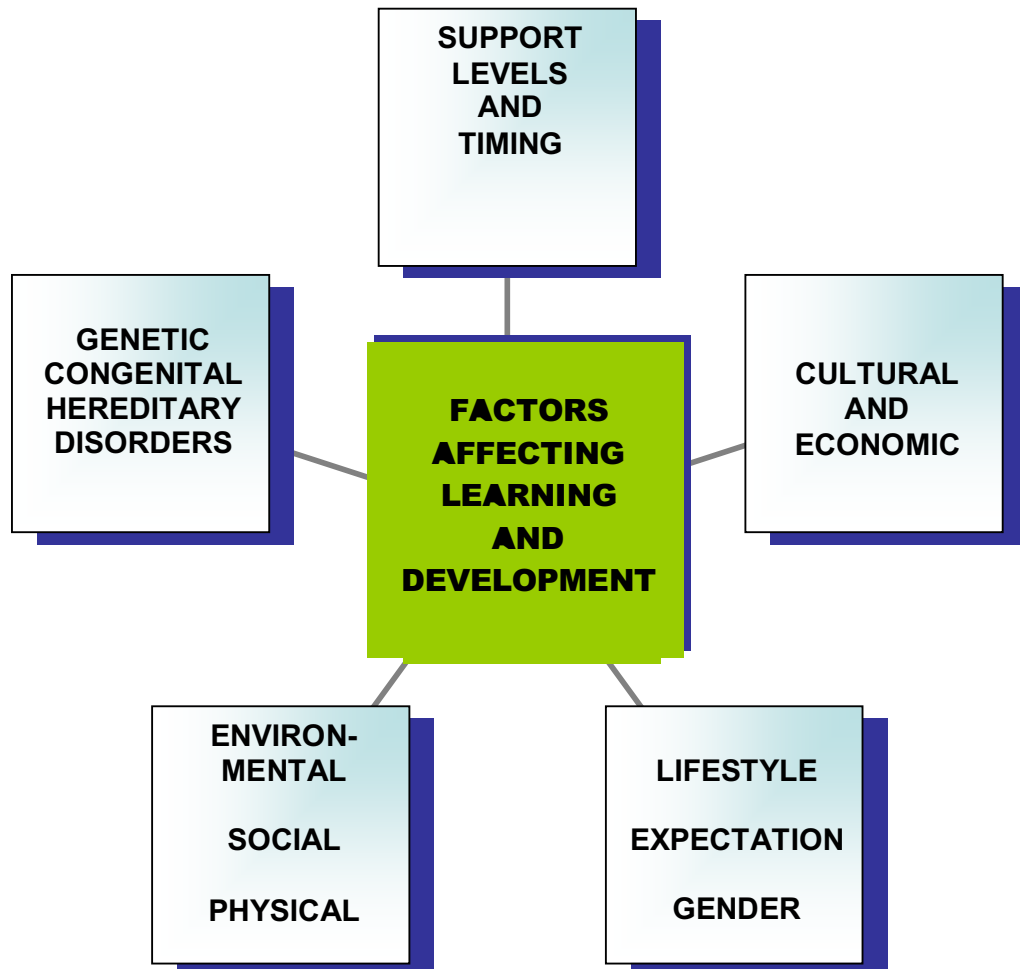 SUPPORT
LEVELS
AND
TIMING
GENETIC
CONGENITAL
HEREDITARY
DISORDERS
FACTORS
AFFECTING
LEARNING
AND
DEVELOPMENT
CULTURAL
AND
ECONOMIC
ENVIRON-
MENTAL
SOCIAL
PHYSICAL
LIFESTYLE
EXPECTATION
GENDER